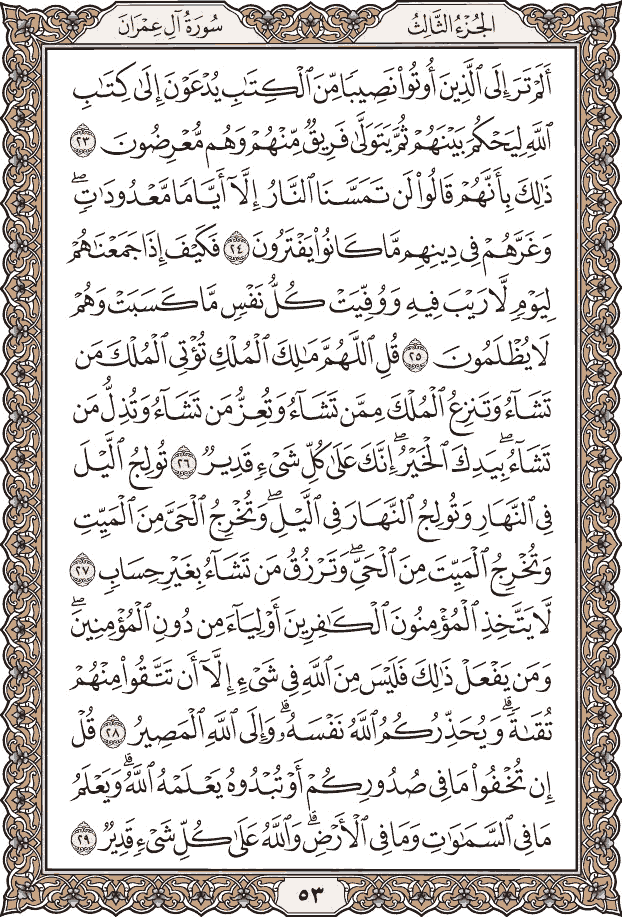 الجُزْءُ الثَّالِثُ
سُورَةُ آلِ عِمْرَانَ
أَلَمْ تَرَ إِلَى ٱلَّذِينَ أُوتُواْ نَصِيبًا مِّنَ ٱلْكِتَٰبِ يُدْعَوْنَ إِلَىٰ كِتَٰبِ
ٱللَّهِ لِيَحْكُمَ بَيْنَهُمْ ثُمَّ يَتَوَلَّىٰ فَرِيقٌ مِّنْهُمْ وَهُم مُّعْرِضُونَ ٢٣
ذَٰلِكَ بِأَنَّهُمْ قَالُواْ لَن تَمَسَّنَا ٱلنَّارُ إِلَّآ أَيَّامًا مَّعْدُودَٰتٍۖ
وَغَرَّهُمْ فِي دِينِهِم مَّا كَانُواْ يَفْتَرُونَ ٢٤ فَكَيْفَ إِذَا جَمَعْنَٰهُمْ
لِيَوْمٍ لَّا رَيْبَ فِيهِ وَوُفِّيَتْ كُلُّ نَفْسٍ مَّا كَسَبَتْ وَهُمْ
لَا يُظْلَمُونَ ٢٥ قُلِ ٱللَّهُمَّ مَٰلِكَ ٱلْمُلْكِ تُؤْتِي ٱلْمُلْكَ مَن
تَشَآءُ وَتَنزِعُ ٱلْمُلْكَ مِمَّن تَشَآءُ وَتُعِزُّ مَن تَشَآءُ وَتُذِلُّ مَن
تَشَآءُۖ بِيَدِكَ ٱلْخَيْرُۖ إِنَّكَ عَلَىٰ كُلِّ شَيْءٍ قَدِيرٌ ٢٦ تُولِجُ ٱلَّيْلَ
فِي ٱلنَّهَارِ وَتُولِجُ ٱلنَّهَارَ فِي ٱلَّيْلِۖ وَتُخْرِجُ ٱلْحَيَّ مِنَ ٱلْمَيِّتِ
وَتُخْرِجُ ٱلْمَيِّتَ مِنَ ٱلْحَيِّۖ وَتَرْزُقُ مَن تَشَآءُ بِغَيْرِ حِسَابٍ ٢٧
لَّا يَتَّخِذِ ٱلْمُؤْمِنُونَ ٱلْكَٰفِرِينَ أَوْلِيَآءَ مِن دُونِ ٱلْمُؤْمِنِينَۖ
وَمَن يَفْعَلْ ذَٰلِكَ فَلَيْسَ مِنَ ٱللَّهِ فِي شَيْءٍ إِلَّآ أَن تَتَّقُواْ مِنْهُمْ
تُقَىٰةًۗ وَيُحَذِّرُكُمُ ٱللَّهُ نَفْسَهُۥۗ وَإِلَى ٱللَّهِ ٱلْمَصِيرُ ٢٨ قُلْ
إِن تُخْفُواْ مَا فِي صُدُورِكُمْ أَوْ تُبْدُوهُ يَعْلَمْهُ ٱللَّهُۗ وَيَعْلَمُ
مَا فِي ٱلسَّمَٰوَٰتِ وَمَا فِي ٱلْأَرْضِۗ وَٱللَّهُ عَلَىٰ كُلِّ شَيْءٍ قَدِيرٌ ٢٩
٥٣